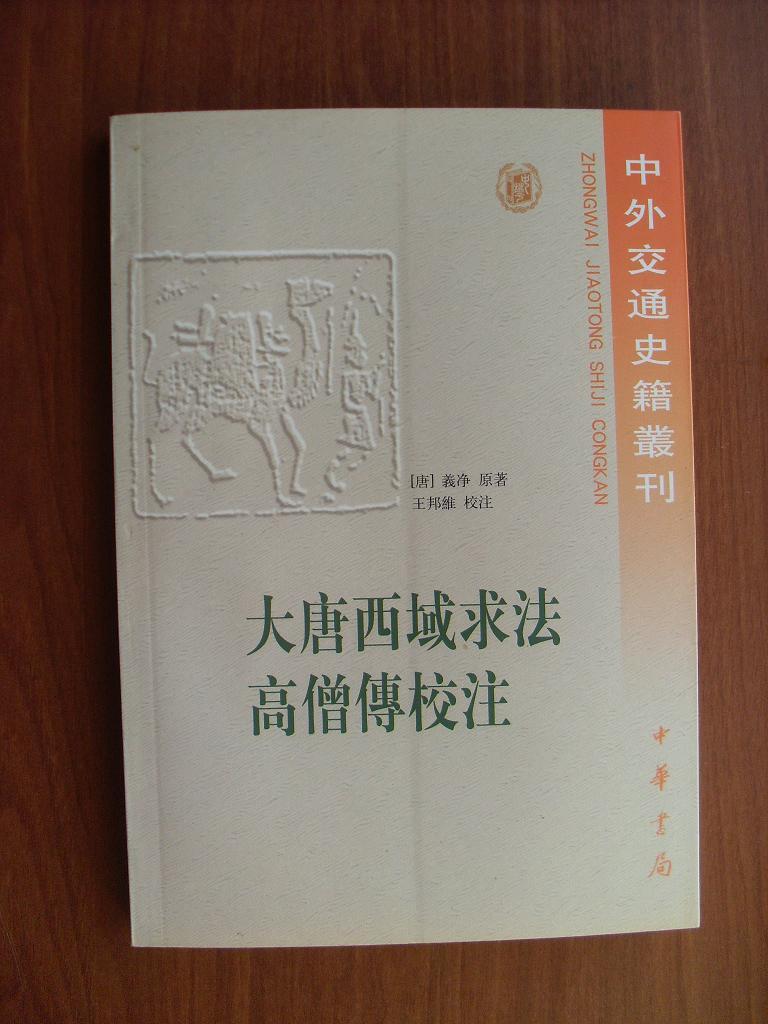 中外交通史籍叢刊
ZHONGWAI JIAOTONG SHIJI CONGKAN
[唐] 義净 原著
王邦維 校注
大唐西域求法
高僧傳校注
中華書局